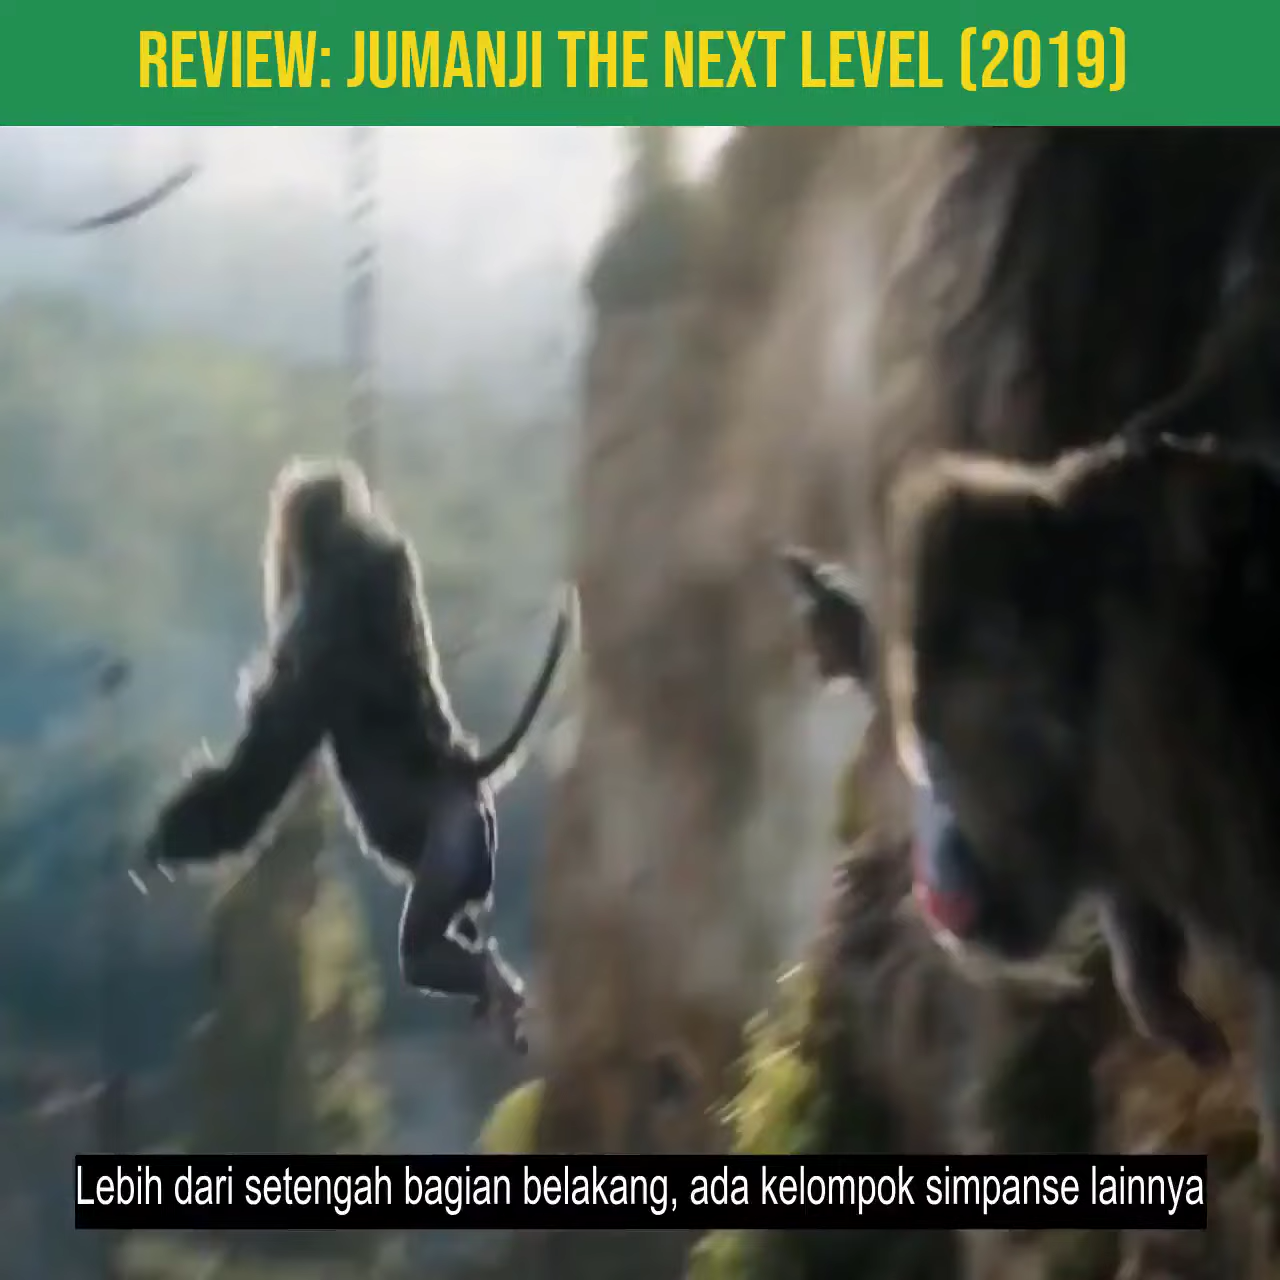 REVIEW: JUMANJI THE NEXT LEVEL (2019)
Lebih dari setengah bagian belakang, ada kelompok simpanse lainnya